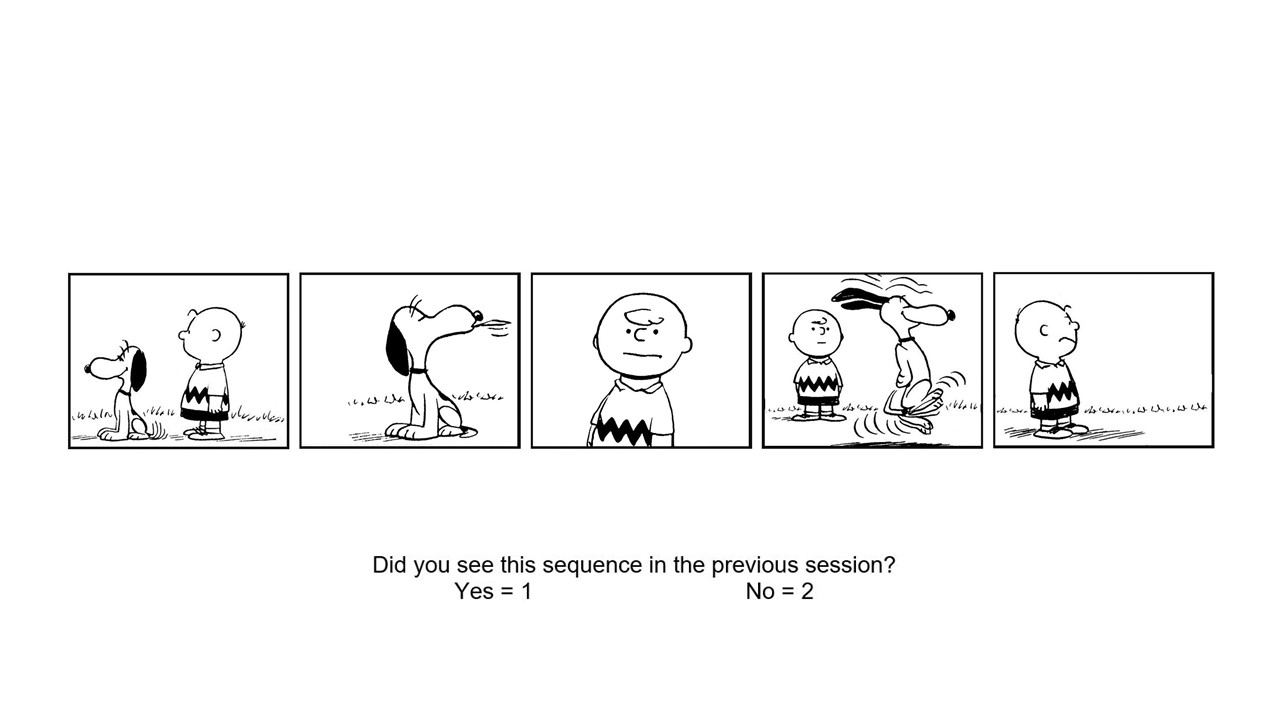 Did you see this sequence in the previous session?
Yes = 1 No = 2